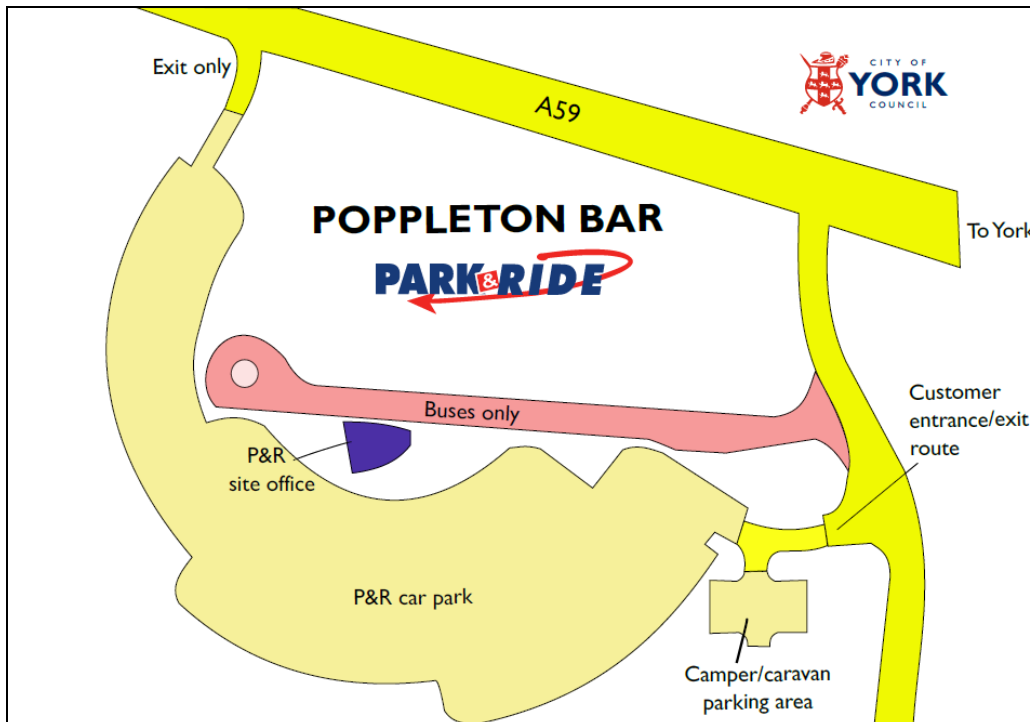 Exit only
A59
CITY OF
YORK
COUNCIL
POPPLETON BAR
PARK&RIDE
To York
Buses only
Customer
entrance/exit
route
P&R
site office
P&R car park
Camper/caravan
parking area